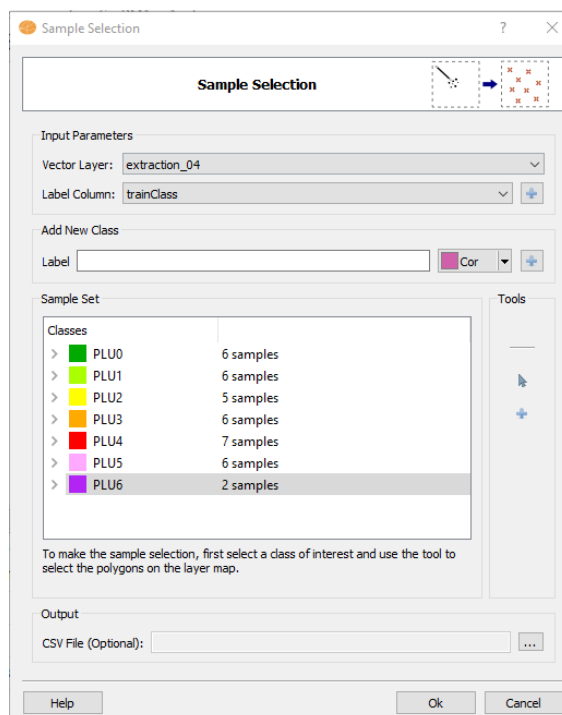 Sample Selection
?
Sample Selection
Input Parameters
Vector Layer: extraction_04
Label Column: trainClass
Add New Class
Label
Cor
Sample Set
Tools
Classes
PLU0 6 samples
PLU1 6 samples
PLU2 5 samples
PLU3 6 samples
PLU4 7 samples
PLU5 6 samples
PLU6 2 samples
To make the sample selection, first select a class of interest and use the tool to
select the polygons on the layer map.
Output
CSV File (Optional):
...
Help
Ok
Cancel